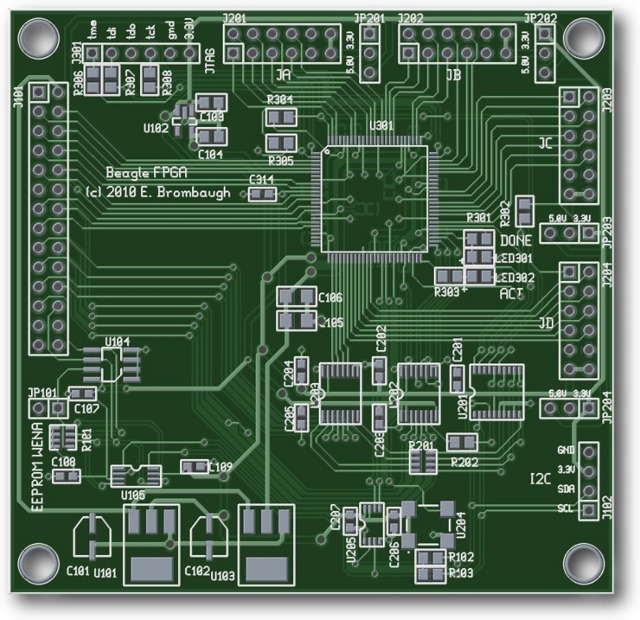 tms
tdi
tdo
tck
gnd
3.3V
J301
JTAG
J201
JA
JP201
5.0V 3.3V
J202
JB
JP202
5.0V 3.3V
R306
R307
R308
J101
U102
C103
C104
R304
R305
U301
J203
JC
Beagle FPGA
(c) 2010 E. Brombaugh
C314
R301
R302
5.0V 3.3V
JP203
DONE
LED301
LED302
R303
ACT
J204
JD
C106
C105
U104
C202
C201
C204
U203
U202
U201
JP101
C107
C205
C203
5.0V 3.3V
JP204
R101
EEPROM WENA
C108
U105
C109
R201
R202
GND
3.3V
SDA
SCL
I2C
J102
C207
U205
C206
U204
C101
U101
C102
U103
R102
R103